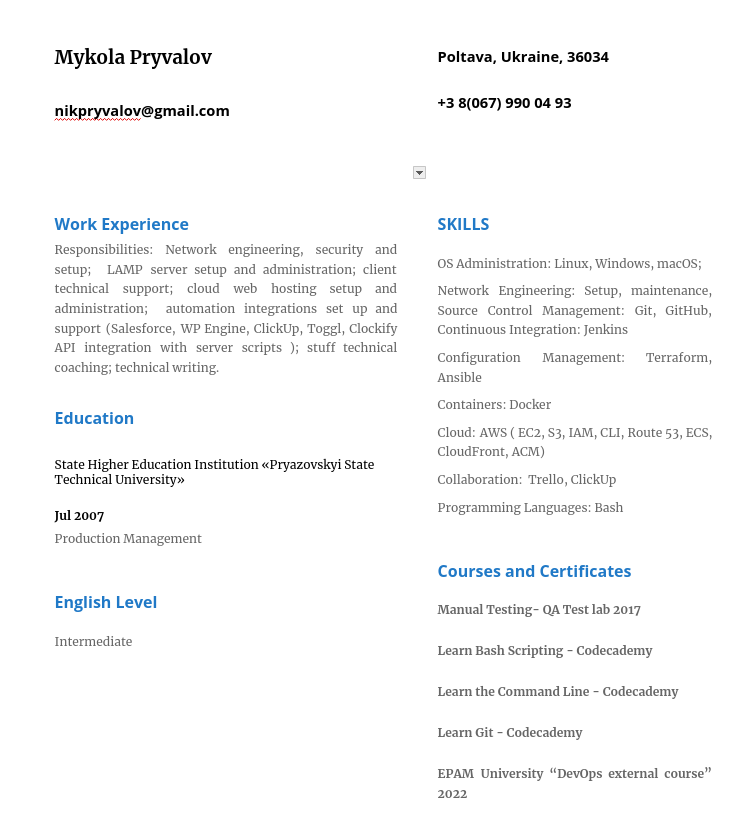 Mykola Pryvalov
nikpryvalov@gmail.com
Poltava, Ukraine, 36034
+3 8(067) 990 04 93
Work Experience
Responsibilities: Network engineering, security and
setup; LAMP server setup and administration; client
technical support; cloud web hosting setup and
administration; automation integrations set up and
support (Salesforce, WP Engine, ClickUp, Toggl, Clockify
API integration with server scripts ); stuff technical
coaching; technical writing.
Education
State Higher Education Institution «Pryazovskyi State
Technical University»
Jul 2007
Production Management
English Level
Intermediate
SKILLS
OS Administration: Linux, Windows, macOS;
Network Engineering: Setup, maintenance,
Source Control Management: Git, GitHub,
Continuous Integration: Jenkins
Configuration Management: Terraform,
Ansible
Containers: Docker
Cloud: AWS ( EC2, S3, IAM, CLI, Route 53, ECS,
CloudFront, ACM)
Collaboration: Trello, ClickUp
Programming Languages: Bash
Courses and Certificates
Manual Testing- QA Test lab 2017
Learn Bash Scripting - Codecademy
Learn the Command Line - Codecademy
Learn Git - Codecademy
EPAM University “DevOps external course”
2022